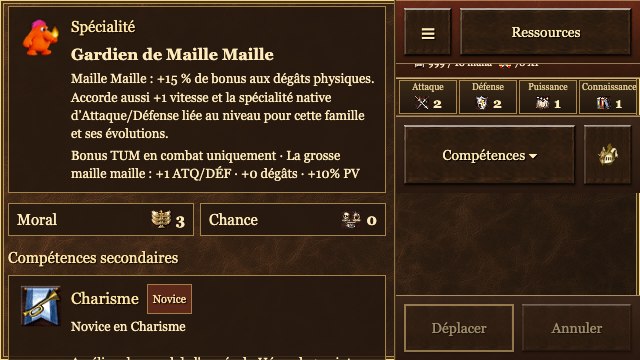 Spécialité
Gardien de Maille Maille
Maille Maille : +15 % de bonus aux dégâts physiques.
Accorde aussi +1 vitesse et la spécialité native
d'Attaque/Défense liée au niveau pour cette famille
et ses évolutions.
Bonus TUM en combat uniquement · La grosse
maille maille : +1 ATQ/DÉF · +0 dégâts · +10% PV
Moral 3
Chance 0
Compétences secondaires
Charisme Novice
Novice en Charisme
Ressources
Attaque Défense Puissance Connaissance
2 2 1 1
Compétences
Déplacer Annuler